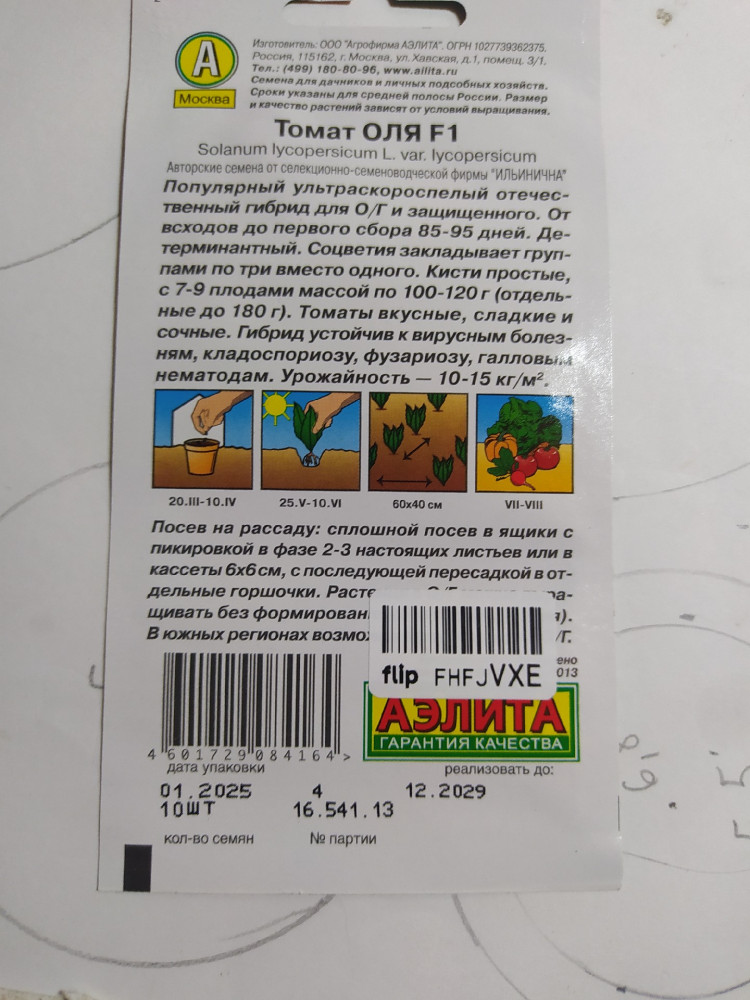 А
Москва
Изготовитель: ООО "Агрофирма АЭЛИТА". ОГРН 1027739362375.
Россия, 115162, г. Москва, ул. Хавская, д.1, помещ. 3/1.
Тел.: (499) 180-80-96, www.ailita.ru
Семена для дачников и личных подсобных хозяйств.
Сроки указаны для средней полосы России. Размер
и качество растений зависят от условий выращивания.
Томат ОЛЯ F1
Solanum lycopersicum L. var. lycopersicum
Авторские семена от селекционно-семеноводческой фирмы "ИЛЬИНИЧНА"
Популярный ультраскороспелый отечес-
твенный гибрид для О/Г и защищенного. От
всходов до первого сбора 85-95 дней. Де-
терминантный. Соцветия закладывает груп-
пами по три вместо одного. Кисти простые,
с 7-9 плодами массой по 100-120 г (отдель-
ные до 180 г). Томаты вкусные, сладкие и
сочные. Гибрид устойчив к вирусным болез-
ням, кладоспориозу, фузариозу, галловым
нематодам. Урожайность — 10-15 кг/м².
20.III-10.IV 25.V-10.VI 60х40 см VII-VIII
Посев на рассаду: сплошной посев в ящики с
пикировкой в фазе 2-3 настоящих листьев или в
кассеты 6х6 см, с последующей пересадкой в от-
дельные горшочки.
щивать без
В южных регионах /Г.
013
flip FHFJVXE
АЭЛИТА
ГАРАНТИЯ КАЧЕСТВА
4 601729 084164 >
дата упаковки реализовать до:
01.2025 4 12.2029
10ШТ 16.541.13
кол-во семян № партии